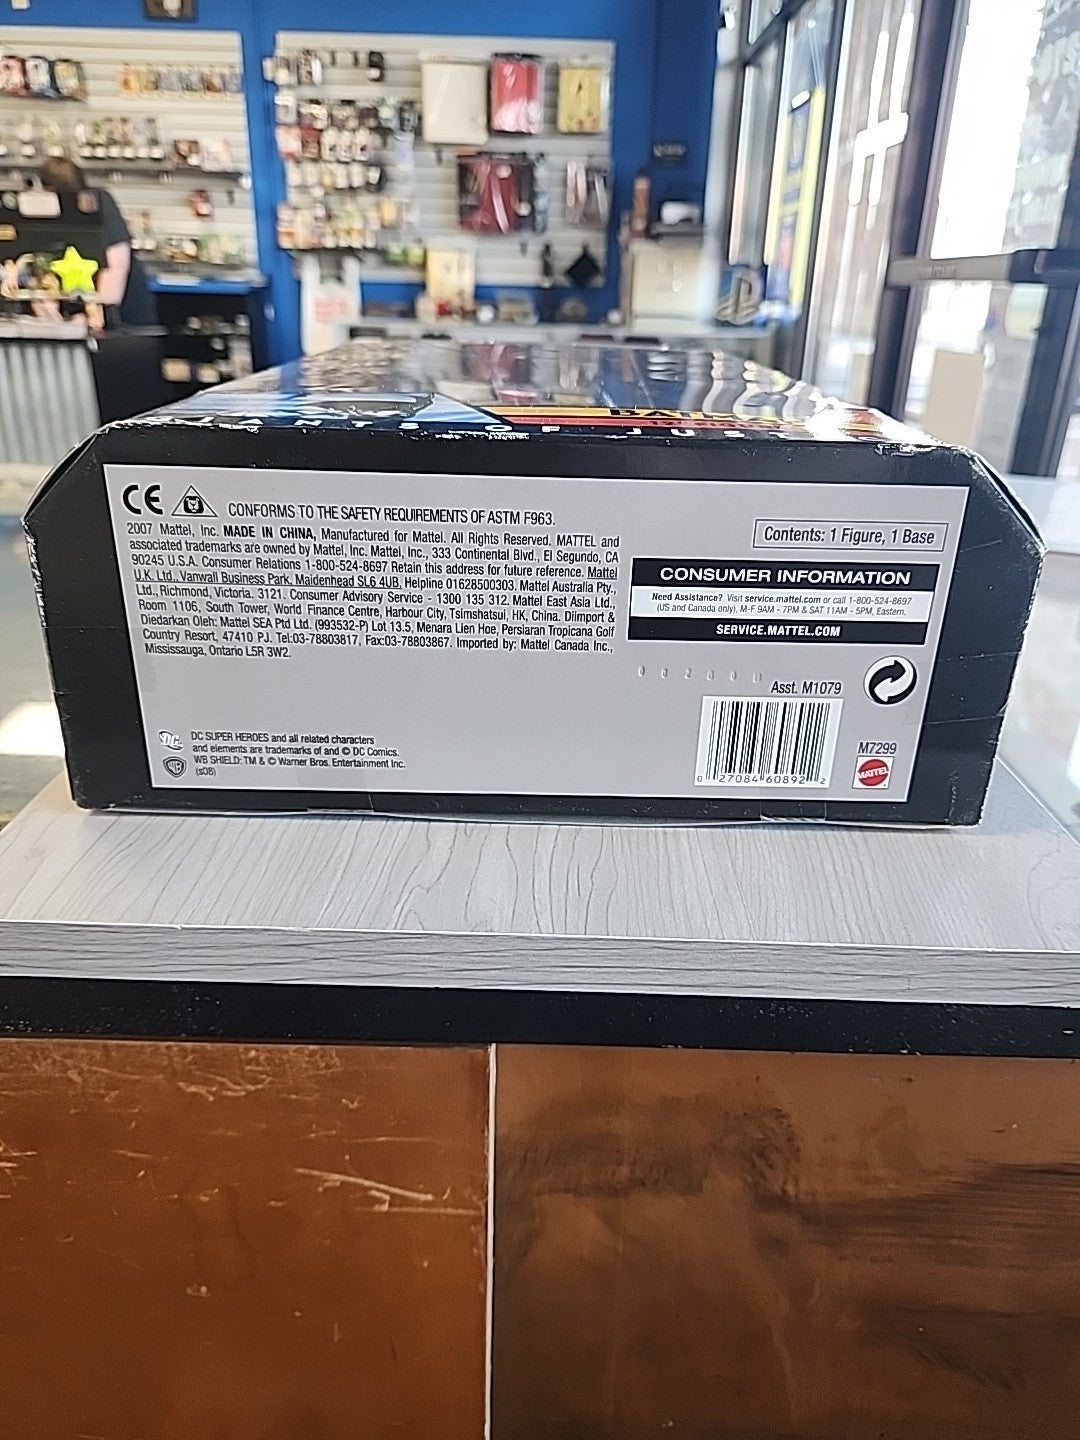 GIANTS OF JUSTICE
BATMAN
CE
CONFORMS TO THE SAFETY REQUIREMENTS OF ASTM F963.
2007 Mattel, Inc. MADE IN CHINA, Manufactured for Mattel. All Rights Reserved. MATTEL and
associated trademarks are owned by Mattel, Inc. Mattel, Inc., 333 Continental Blvd., El Segundo, CA
90245 U.S.A. Consumer Relations 1-800-524-8697 Retain this address for future reference. Mattel
U.K. Ltd., Vanwall Business Park, Maidenhead SL6 4UB. Helpline 01628500303. Mattel Australia Pty.,
Ltd., Richmond, Victoria. 3121. Consumer Advisory Service - 1300 135 312. Mattel East Asia Ltd.,
Room 1106, South Tower, World Finance Centre, Harbour City, Tsimshatsui, HK, China. Diimport &
Diedarkan Oleh: Mattel SEA Ptd Ltd. (993532-P) Lot 13.5, Menara Lien Hoe, Persiaran Tropicana Golf
Country Resort, 47410 PJ. Tel:03-78803817, Fax:03-78803867. Imported by: Mattel Canada Inc.,
Mississauga, Ontario L5R 3W2.
Contents: 1 Figure, 1 Base
CONSUMER INFORMATION
Need Assistance? Visit service.mattel.com or call 1-800-524-8697
(US and Canada only), M-F 9AM - 7PM & SAT 11AM - 5PM, Eastern.
SERVICE.MATTEL.COM
Asst. M1079
0 27084 60892 2
M7299
MATTEL
DC
DC SUPER HEROES and all related characters
and elements are trademarks of and © DC Comics.
WB SHIELD: TM & © Warner Bros. Entertainment Inc.
(s08)